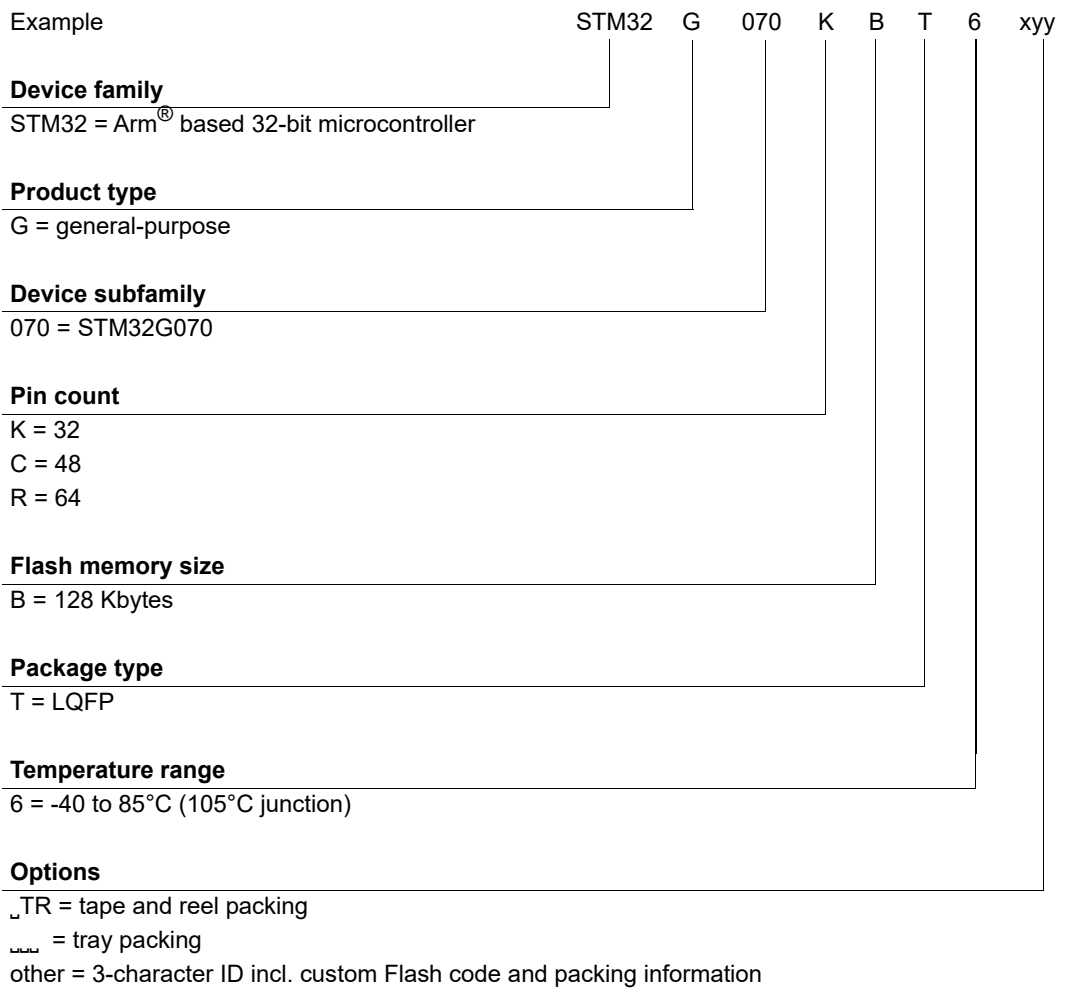 Example STM32 G 070 K B T 6 xyy
Device family
STM32 = Arm® based 32-bit microcontroller
Product type
G = general-purpose
Device subfamily
070 = STM32G070
Pin count
K = 32
C = 48
R = 64
Flash memory size
B = 128 Kbytes
Package type
T = LQFP
Temperature range
6 = -40 to 85°C (105°C junction)
Options
␣TR = tape and reel packing
␣␣␣ = tray packing
other = 3-character ID incl. custom Flash code and packing information